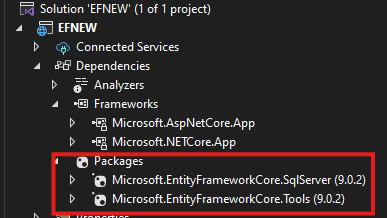 Solution 'EFNEW' (1 of 1 project)
EFNEW
Connected Services
Dependencies
Analyzers
Frameworks
Microsoft.AspNetCore.App
Microsoft.NETCore.App
Packages
Microsoft.EntityFrameworkCore.SqlServer (9.0.2)
Microsoft.EntityFrameworkCore.Tools (9.0.2)
Properties